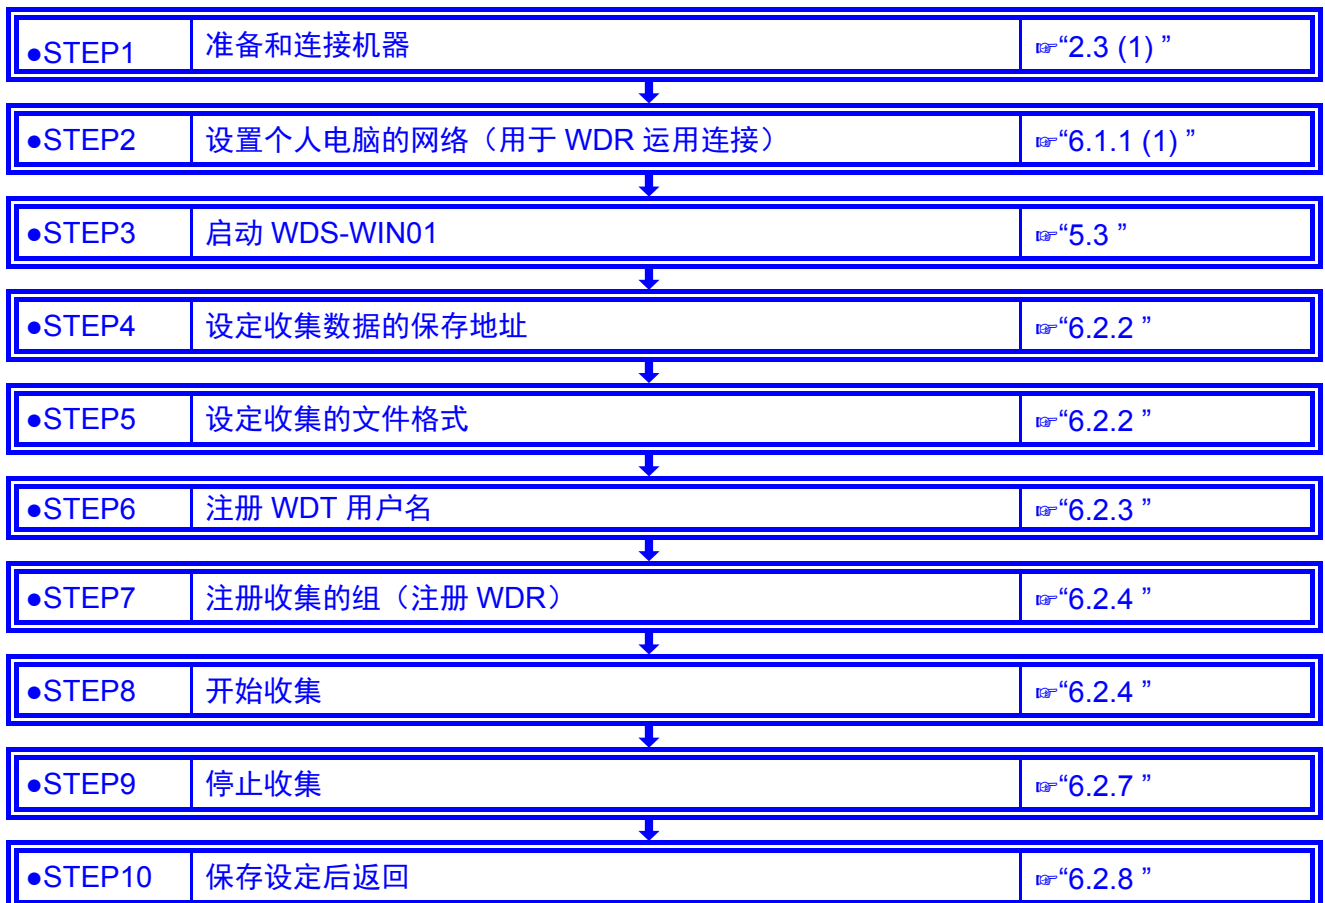 ●STEP1 准备和连接机器 ☞“2.3 (1) ”
●STEP2 设置个人电脑的网络（用于 WDR 运用连接） ☞“6.1.1 (1) ”
●STEP3 启动 WDS-WIN01 ☞“5.3 ”
●STEP4 设定收集数据的保存地址 ☞“6.2.2 ”
●STEP5 设定收集的文件格式 ☞“6.2.2 ”
●STEP6 注册 WDT 用户名 ☞“6.2.3 ”
●STEP7 注册收集的组（注册 WDR） ☞“6.2.4 ”
●STEP8 开始收集 ☞“6.2.4 ”
●STEP9 停止收集 ☞“6.2.7 ”
●STEP10 保存设定后返回 ☞“6.2.8 ”